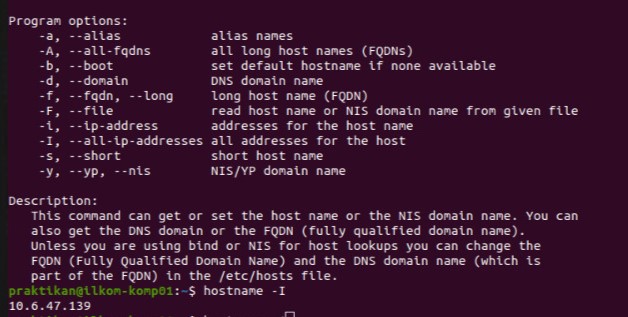 Program options:
    -a, --alias            alias names
    -A, --all-fqdns        all long host names (FQDNs)
    -b, --boot             set default hostname if none available
    -d, --domain           DNS domain name
    -f, --fqdn, --long     long host name (FQDN)
    -F, --file             read host name or NIS domain name from given file
    -i, --ip-address       addresses for the host name
    -I, --all-ip-addresses all addresses for the host
    -s, --short            short host name
    -y, --yp, --nis        NIS/YP domain name
Description:
   This command can get or set the host name or the NIS domain name. You can
   also get the DNS domain or the FQDN (fully qualified domain name).
   Unless you are using bind or NIS for host lookups you can change the
   FQDN (Fully Qualified Domain Name) and the DNS domain name (which is
   part of the FQDN) in the /etc/hosts file.
praktikan@ilkom-komp01:~$ hostname -I
10.6.47.139